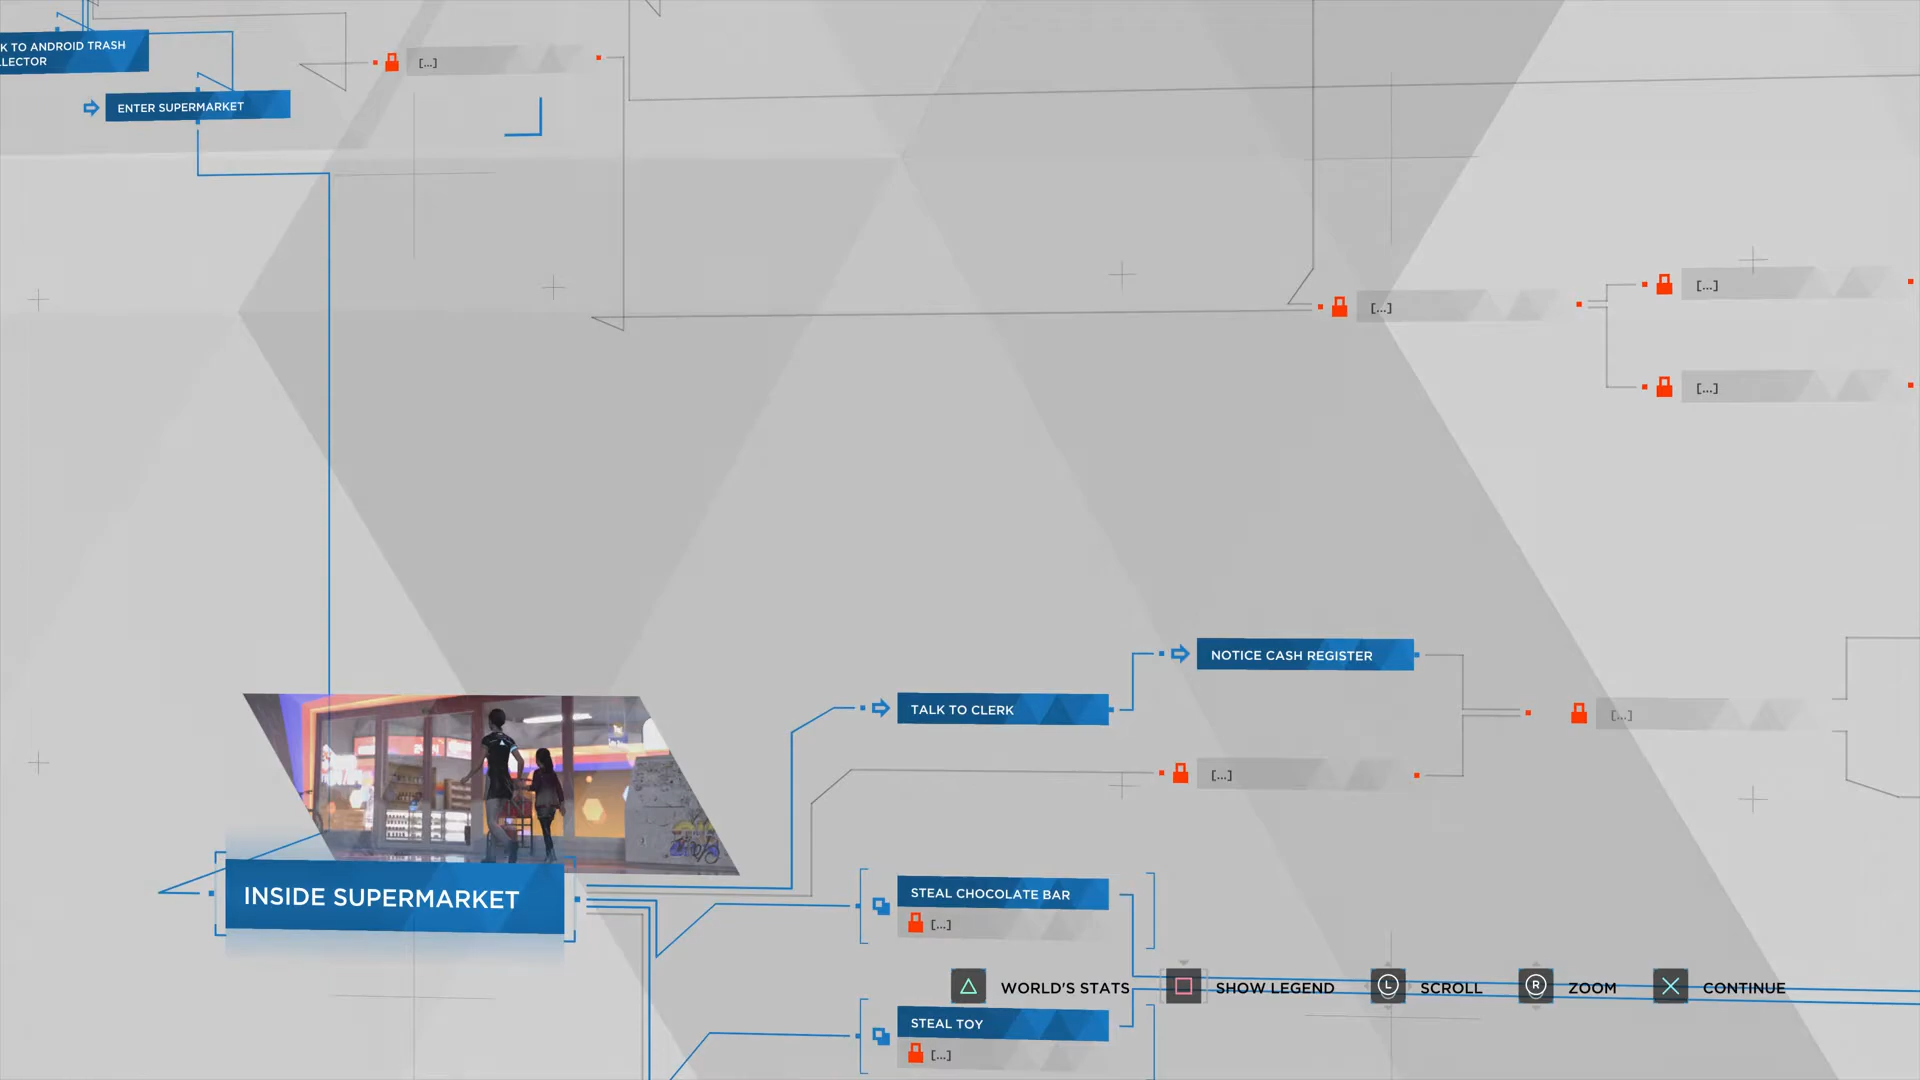 K TO ANDROID TRASH
LLECTOR
[...]
ENTER SUPERMARKET
[...]
[...]
[...]
NOTICE CASH REGISTER
TALK TO CLERK
[...]
[...]
INSIDE SUPERMARKET
STEAL CHOCOLATE BAR
[...]
WORLD'S STATS
SHOW LEGEND
L
SCROLL
R
ZOOM
CONTINUE
STEAL TOY
[...]